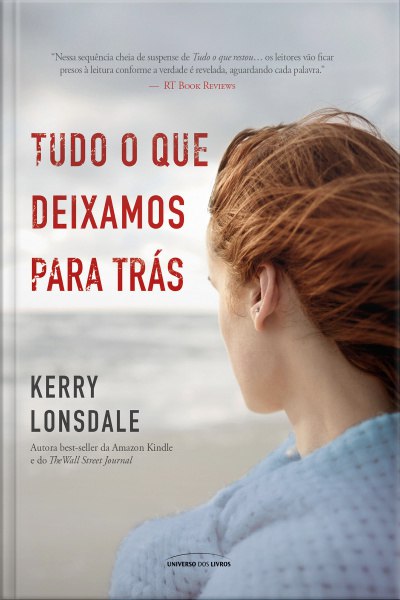 “Nessa sequência cheia de suspense de Tudo o que restou… os leitores vão ficar
presos à leitura conforme a verdade é revelada, aguardando cada palavra.”
— RT Book Reviews
TUDO O QUE
DEIXAMOS
PARA TRÁS
KERRY
LONSDALE
Autora best-seller da Amazon Kindle
e do The Wall Street Journal
UNIVERSO DOS LIVROS